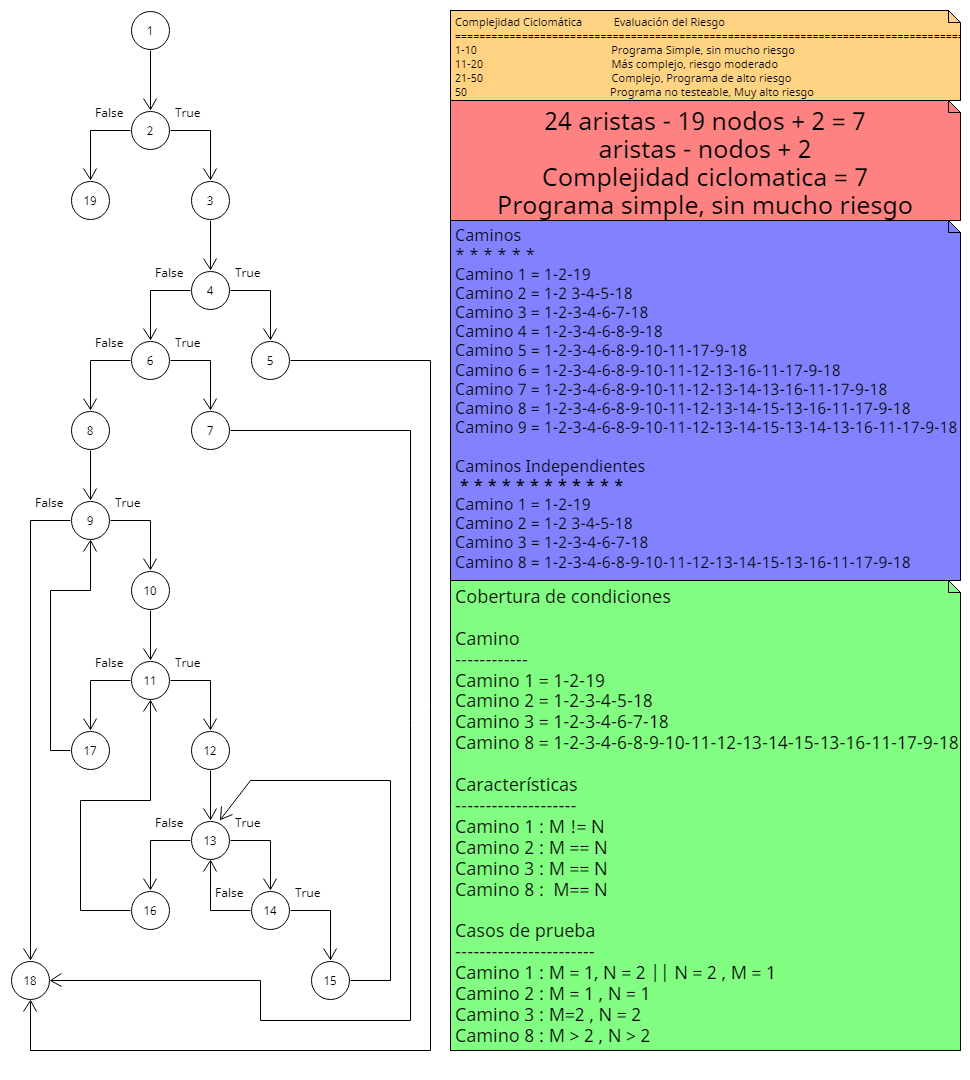 1
False True
2
19 3
False True
4
False True
6 5
8 7
False True
9
10
False True
11
17 12
False True
13
False True
16 14
18 15
Complejidad Ciclomática Evaluación del Riesgo
=====================================================================================
1-10 Programa Simple, sin mucho riesgo
11-20 Más complejo, riesgo moderado
21-50 Complejo, Programa de alto riesgo
50 Programa no testeable, Muy alto riesgo
24 aristas - 19 nodos + 2 = 7
aristas - nodos + 2
Complejidad ciclomatica = 7
Programa simple, sin mucho riesgo
Caminos
* * * * * *
Camino 1 = 1-2-19
Camino 2 = 1-2 3-4-5-18
Camino 3 = 1-2-3-4-6-7-18
Camino 4 = 1-2-3-4-6-8-9-18
Camino 5 = 1-2-3-4-6-8-9-10-11-17-9-18
Camino 6 = 1-2-3-4-6-8-9-10-11-12-13-16-11-17-9-18
Camino 7 = 1-2-3-4-6-8-9-10-11-12-13-14-13-16-11-17-9-18
Camino 8 = 1-2-3-4-6-8-9-10-11-12-13-14-15-13-16-11-17-9-18
Camino 9 = 1-2-3-4-6-8-9-10-11-12-13-14-15-13-14-13-16-11-17-9-18
Caminos Independientes
* * * * * * * * * * * *
Camino 1 = 1-2-19
Camino 2 = 1-2 3-4-5-18
Camino 3 = 1-2-3-4-6-7-18
Camino 8 = 1-2-3-4-6-8-9-10-11-12-13-14-15-13-16-11-17-9-18
Cobertura de condiciones
Camino
------------
Camino 1 = 1-2-19
Camino 2 = 1-2-3-4-5-18
Camino 3 = 1-2-3-4-6-7-18
Camino 8 = 1-2-3-4-6-8-9-10-11-12-13-14-15-13-16-11-17-9-18
Características
--------------------
Camino 1 : M != N
Camino 2 : M == N
Camino 3 : M == N
Camino 8 : M== N
Casos de prueba
-----------------------
Camino 1 : M = 1, N = 2 || N = 2 , M = 1
Camino 2 : M = 1 , N = 1
Camino 3 : M=2 , N = 2
Camino 8 : M > 2 , N > 2